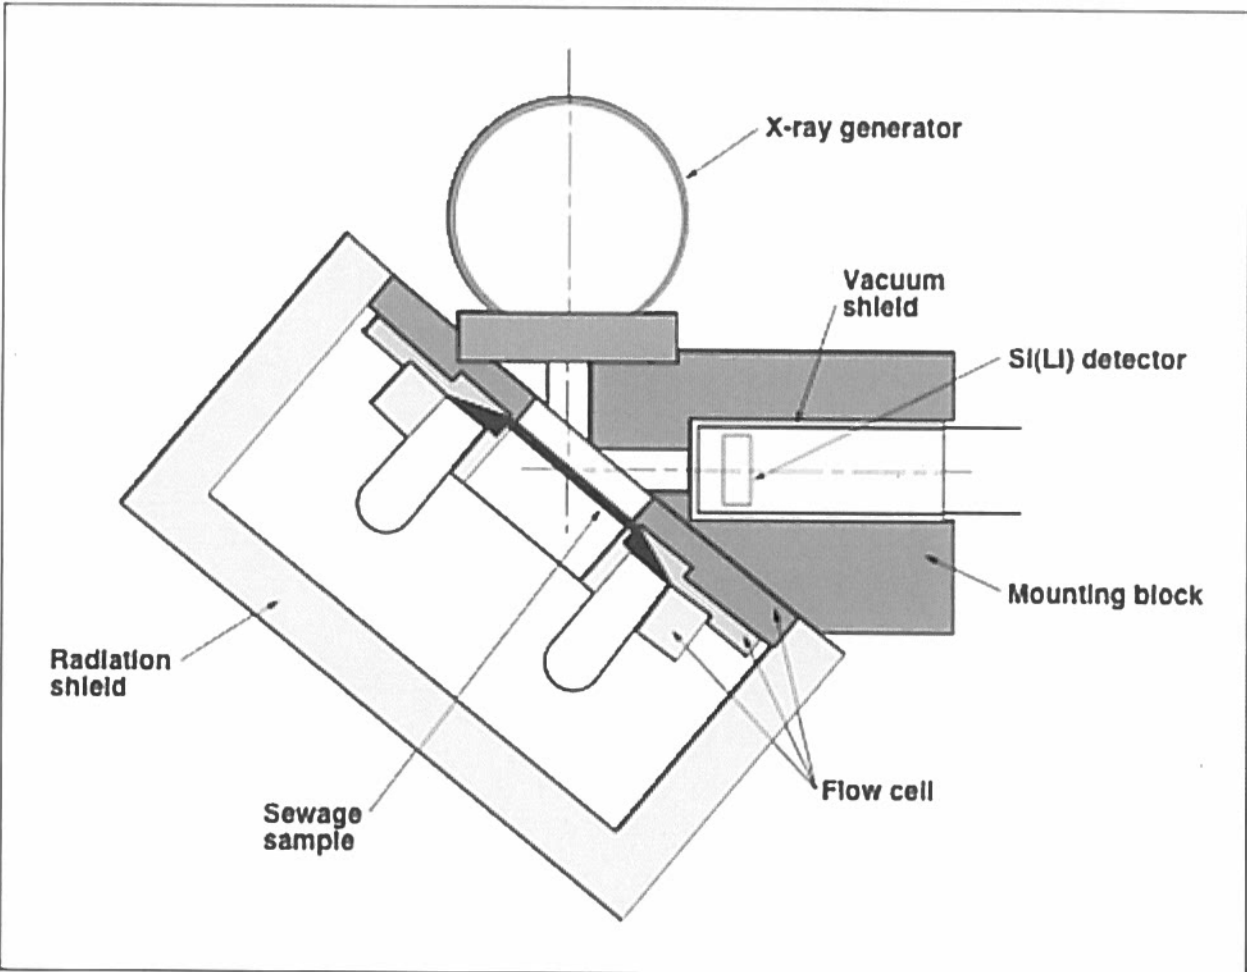 X-ray generator
Vacuum
shield
Si(Li) detector
Mounting block
Radiation
shield
Flow cell
Sewage
sample